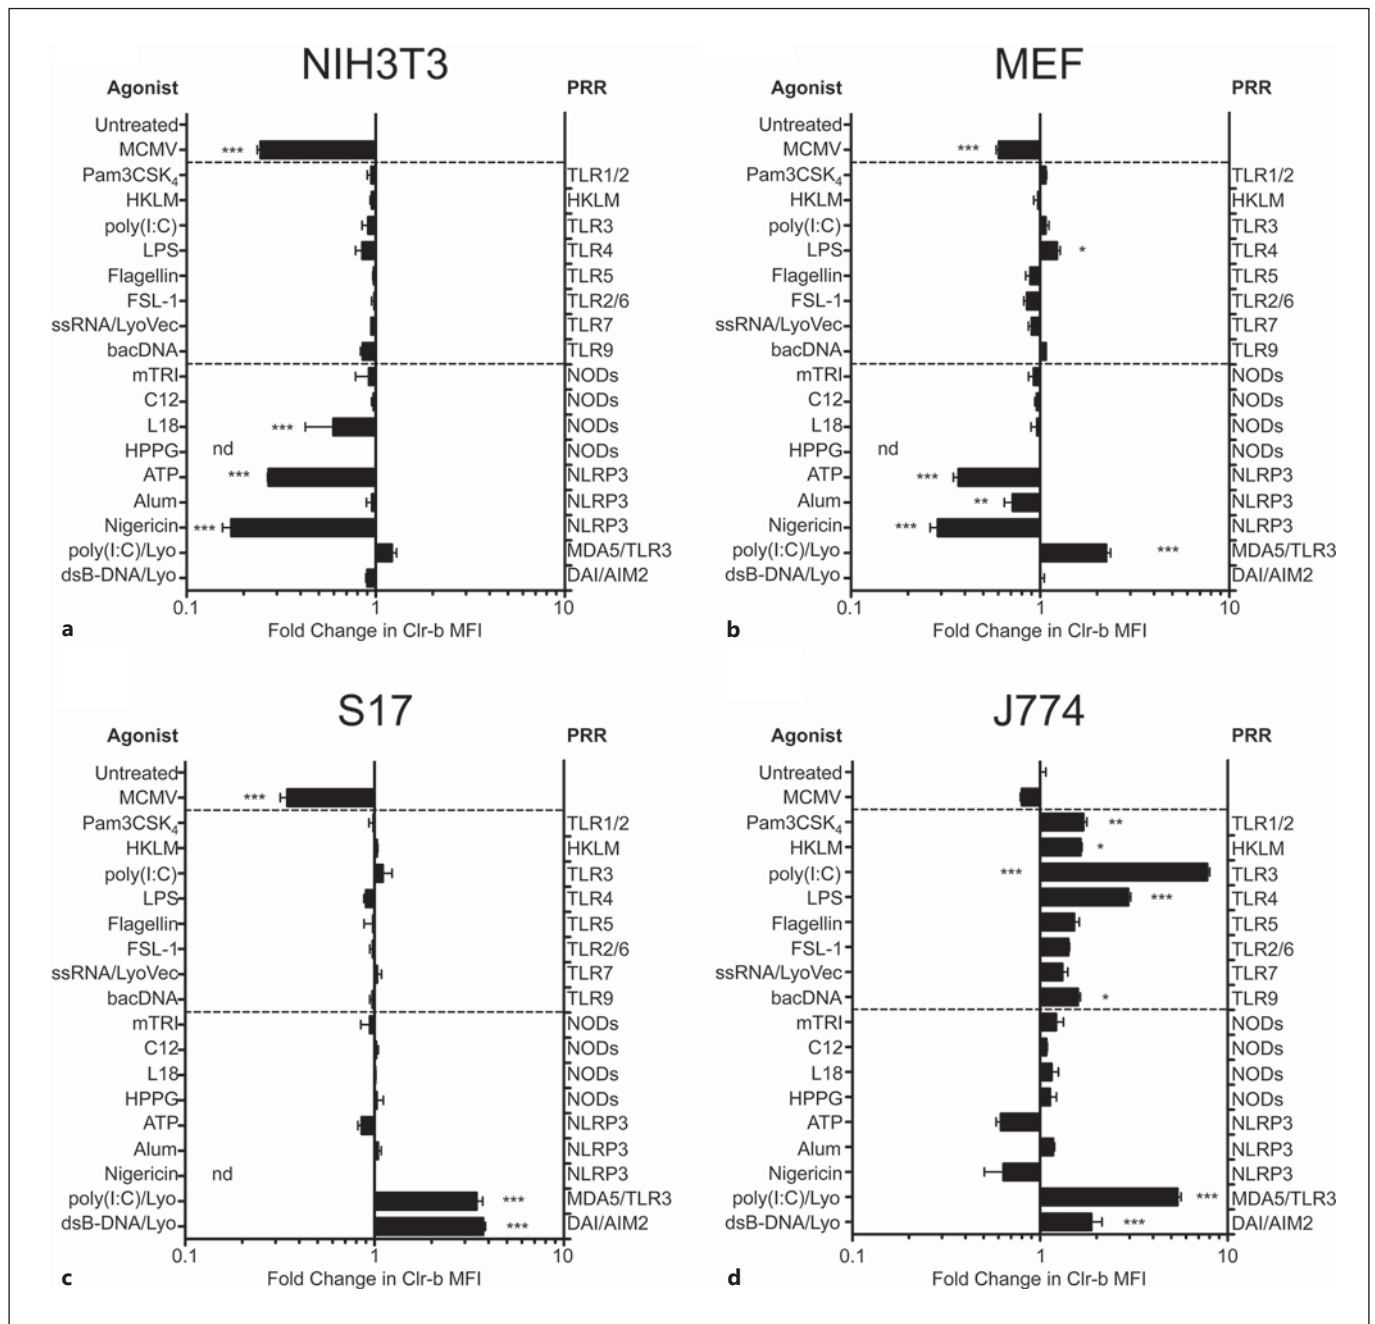 NIH3T3
Agonist PRR
Untreated
*** MCMV
Pam3CSK4 TLR1/2
HKLM HKLM
poly(I:C) TLR3
LPS TLR4
Flagellin TLR5
FSL-1 TLR2/6
ssRNA/LyoVec TLR7
bacDNA TLR9
mTRI NODs
C12 NODs
L18 *** NODs
HPPG nd NODs
ATP *** NLRP3
Alum NLRP3
Nigericin *** NLRP3
poly(I:C)/Lyo MDA5/TLR3
dsB-DNA/Lyo DAI/AIM2
0.1 1 10
a Fold Change in Clr-b MFI
MEF
Agonist PRR
Untreated
MCMV ***
Pam3CSK4 TLR1/2
HKLM HKLM
poly(I:C) TLR3
LPS * TLR4
Flagellin TLR5
FSL-1 TLR2/6
ssRNA/LyoVec TLR7
bacDNA TLR9
mTRI NODs
C12 NODs
L18 NODs
HPPG nd NODs
ATP *** NLRP3
Alum ** NLRP3
Nigericin *** NLRP3
poly(I:C)/Lyo *** MDA5/TLR3
dsB-DNA/Lyo DAI/AIM2
0.1 1 10
b Fold Change in Clr-b MFI
S17
Agonist PRR
Untreated
MCMV ***
Pam3CSK4 TLR1/2
HKLM HKLM
poly(I:C) TLR3
LPS TLR4
Flagellin TLR5
FSL-1 TLR2/6
ssRNA/LyoVec TLR7
bacDNA TLR9
mTRI NODs
C12 NODs
L18 NODs
HPPG NODs
ATP NLRP3
Alum NLRP3
Nigericin nd NLRP3
poly(I:C)/Lyo *** MDA5/TLR3
dsB-DNA/Lyo *** DAI/AIM2
0.1 1 10
c Fold Change in Clr-b MFI
J774
Agonist PRR
Untreated
MCMV
Pam3CSK4 ** TLR1/2
HKLM * HKLM
poly(I:C) *** TLR3
LPS *** TLR4
Flagellin TLR5
FSL-1 TLR2/6
ssRNA/LyoVec TLR7
bacDNA * TLR9
mTRI NODs
C12 NODs
L18 NODs
HPPG NODs
ATP NLRP3
Alum NLRP3
Nigericin NLRP3
poly(I:C)/Lyo *** MDA5/TLR3
dsB-DNA/Lyo *** DAI/AIM2
0.1 1 10
d Fold Change in Clr-b MFI